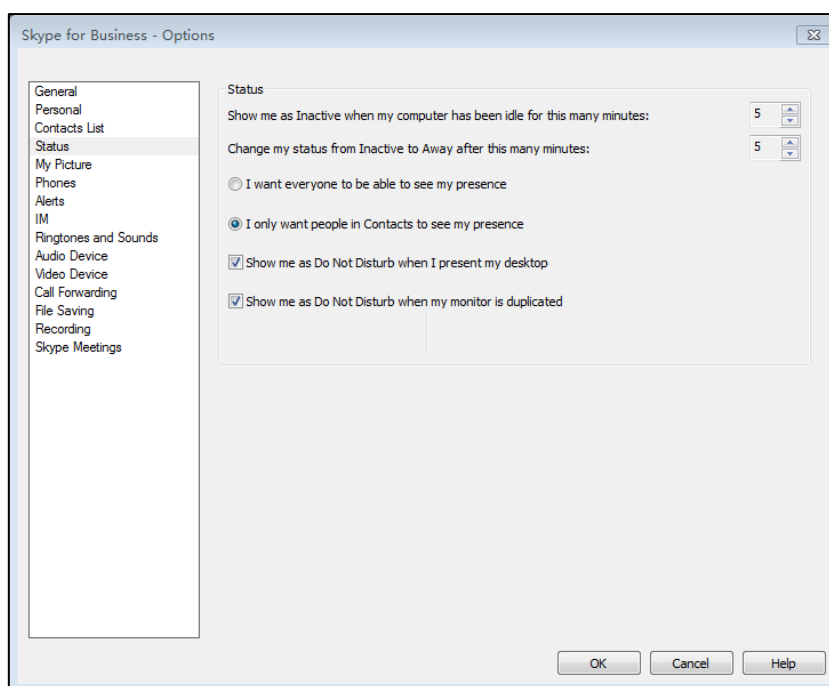 Skype for Business - Options
General
Personal
Contacts List
Status
My Picture
Phones
Alerts
IM
Ringtones and Sounds
Audio Device
Video Device
Call Forwarding
File Saving
Recording
Skype Meetings
Status
Show me as Inactive when my computer has been idle for this many minutes: 5
Change my status from Inactive to Away after this many minutes: 5
I want everyone to be able to see my presence
I only want people in Contacts to see my presence
Show me as Do Not Disturb when I present my desktop
Show me as Do Not Disturb when my monitor is duplicated
OK Cancel Help